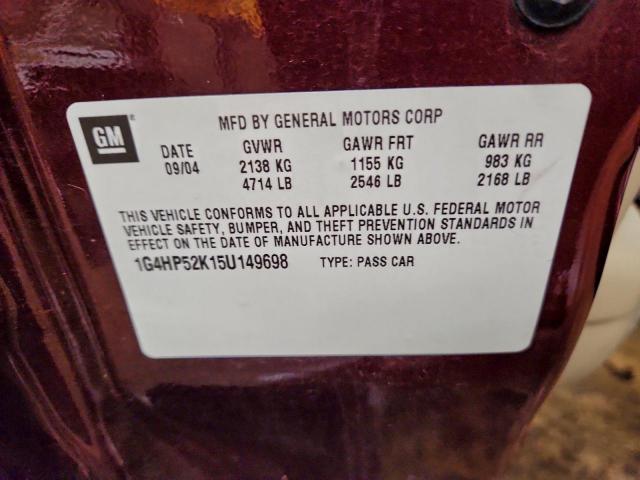 GM
MFD BY GENERAL MOTORS CORP
DATE GVWR GAWR FRT GAWR RR
09/04 2138 KG 1155 KG 983 KG
4714 LB 2546 LB 2168 LB
THIS VEHICLE CONFORMS TO ALL APPLICABLE U.S. FEDERAL MOTOR
VEHICLE SAFETY, BUMPER, AND THEFT PREVENTION STANDARDS IN
EFFECT ON THE DATE OF MANUFACTURE SHOWN ABOVE.
1G4HP52K15U149698 TYPE: PASS CAR